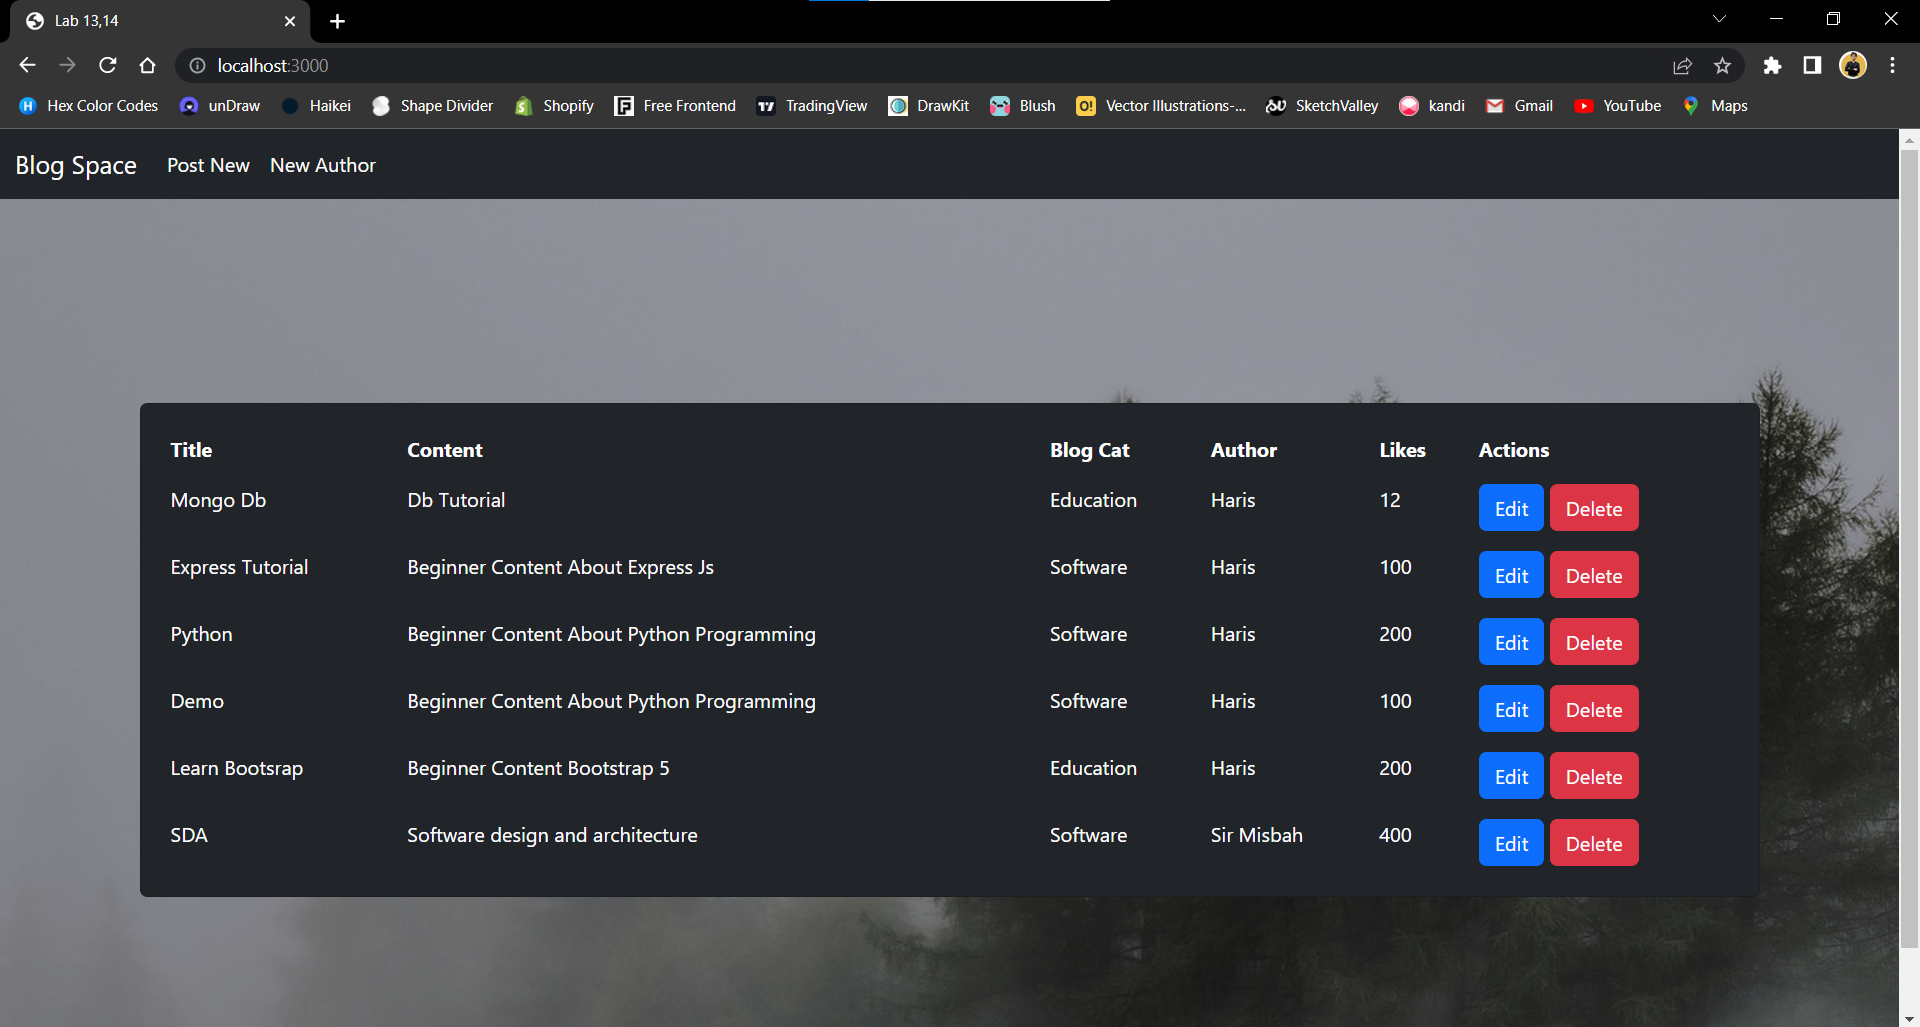 Lab 13,14
localhost:3000
Hex Color Codes unDraw Haikei Shape Divider Shopify Free Frontend TradingView DrawKit Blush Vector Illustrations-... SketchValley kandi Gmail YouTube Maps
Blog Space Post New New Author
Title Content Blog Cat Author Likes Actions
Mongo Db Db Tutorial Education Haris 12 Edit Delete
Express Tutorial Beginner Content About Express Js Software Haris 100 Edit Delete
Python Beginner Content About Python Programming Software Haris 200 Edit Delete
Demo Beginner Content About Python Programming Software Haris 100 Edit Delete
Learn Bootsrap Beginner Content Bootstrap 5 Education Haris 200 Edit Delete
SDA Software design and architecture Software Sir Misbah 400 Edit Delete